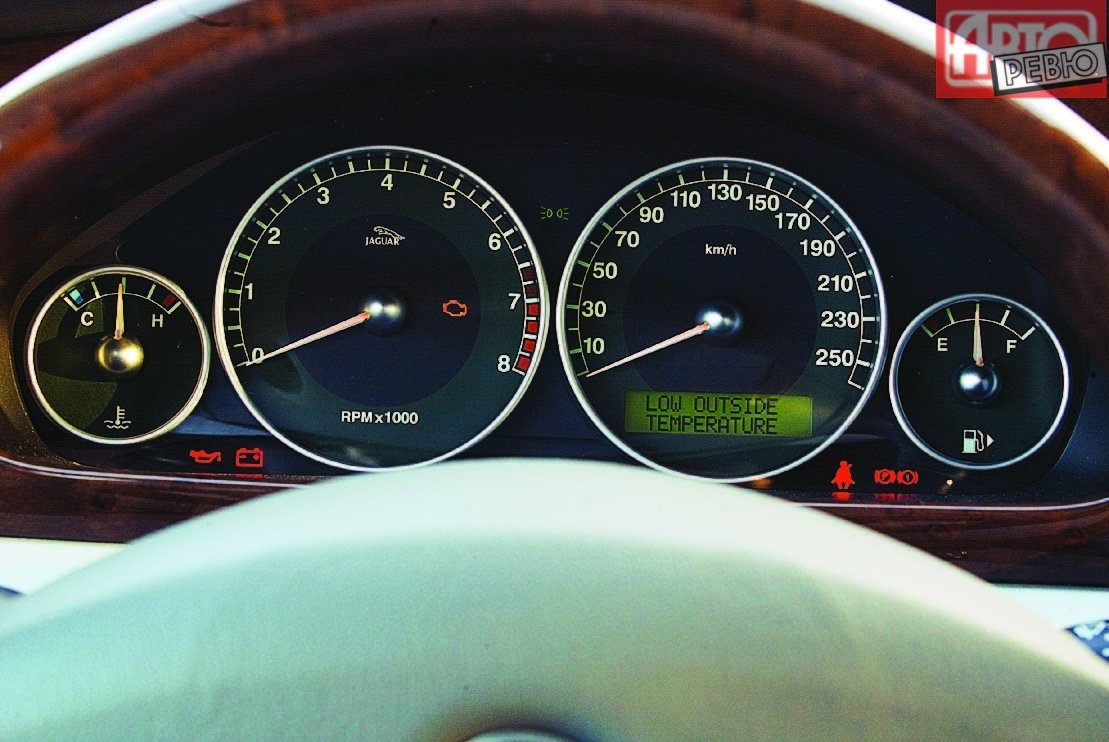 АВТО
РЕВЮ
0
1
2
3
4
5
6
7
8
JAGUAR
RPM x1000
10
30
50
70
90
110
130
150
170
190
210
230
250
km/h
LOW OUTSIDE
TEMPERATURE
C H
E F
P